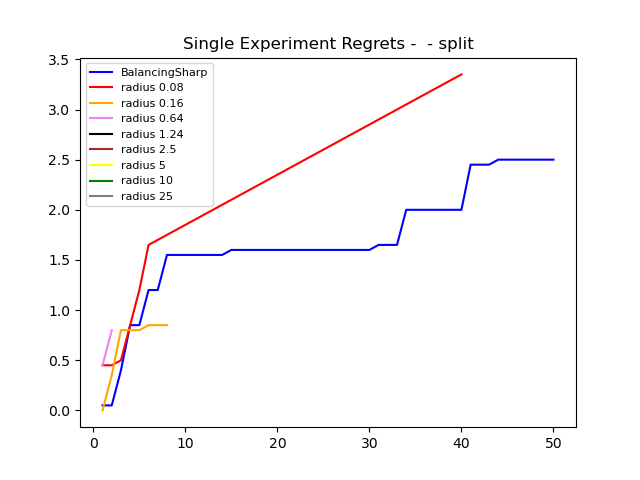 Single Experiment Regrets -  - split
3.5
3.0
2.5
2.0
1.5
1.0
0.5
0.0
BalancingSharp
radius 0.08
radius 0.16
radius 0.64
radius 1.24
radius 2.5
radius 5
radius 10
radius 25
0 10 20 30 40 50